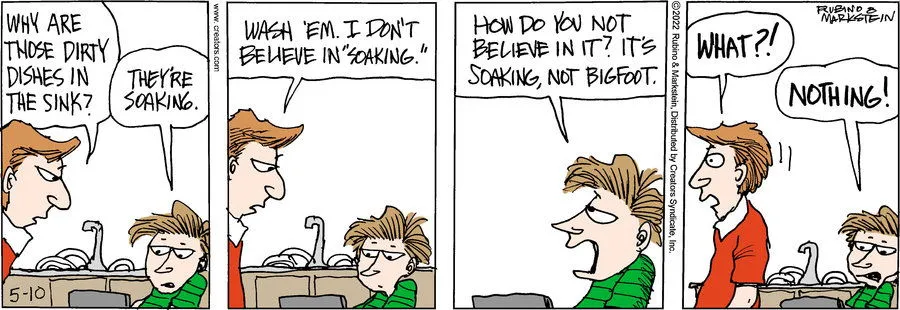 WHY ARE
THOSE DIRTY
DISHES IN
THE SINK?
THEY'RE
SOAKING.
5-10
www.creators.com
WASH 'EM. I DON'T
BELIEVE IN "SOAKING."
HOW DO YOU NOT
BELIEVE IN IT? IT'S
SOAKING, NOT BIGFOOT.
©2022 Rubino & Markstein, Distributed by Creators Syndicate, Inc.
RUBINO &
MARKSTEIN
WHAT?!
NOTHING!